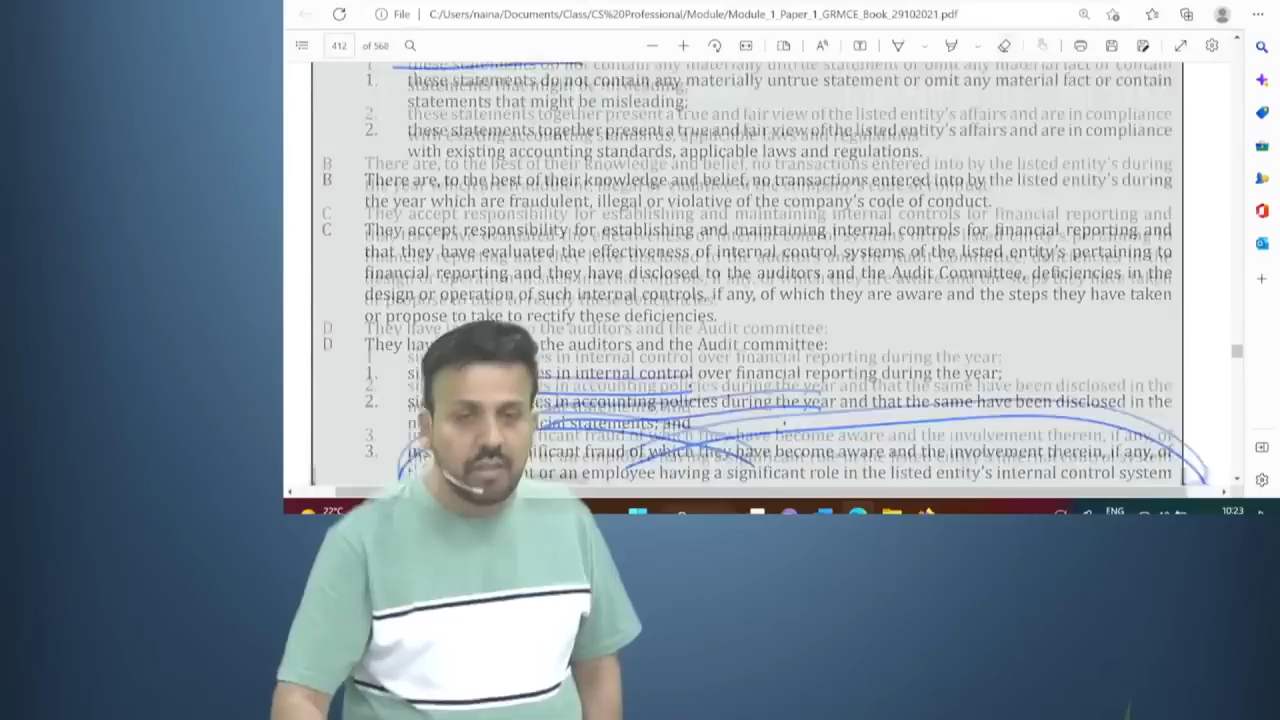 File C:/Users/naina/Documents/Class/CS%20Professional/Module/Module_1_Paper_1_GRMCE_Book_29102021.pdf
412 of 560
1. these statements do not contain any materially untrue statement or omit any material fact or contain
statements that might be misleading;
2. these statements together present a true and fair view of the listed entity's affairs and are in compliance
with existing accounting standards, applicable laws and regulations.
B There are, to the best of their knowledge and belief, no transactions entered into by the listed entity's during
the year which are fraudulent, illegal or violative of the company's code of conduct.
C They accept responsibility for establishing and maintaining internal controls for financial reporting and
that they have evaluated the effectiveness of internal control systems of the listed entity's pertaining to
financial reporting and they have disclosed to the auditors and the Audit Committee, deficiencies in the
design or operation of such internal controls, if any, of which they are aware and the steps they have taken
or propose to take to rectify these deficiencies.
D They the auditors and the Audit committee:
1. in internal control over financial reporting during the year;
2. in accounting policies during the year and that the same have been disclosed in the
statements; and
3. fraud of which they have become aware and the involvement therein, if any, of
or an employee having a significant role in the listed entity's internal control system
22°C ENG 10:23